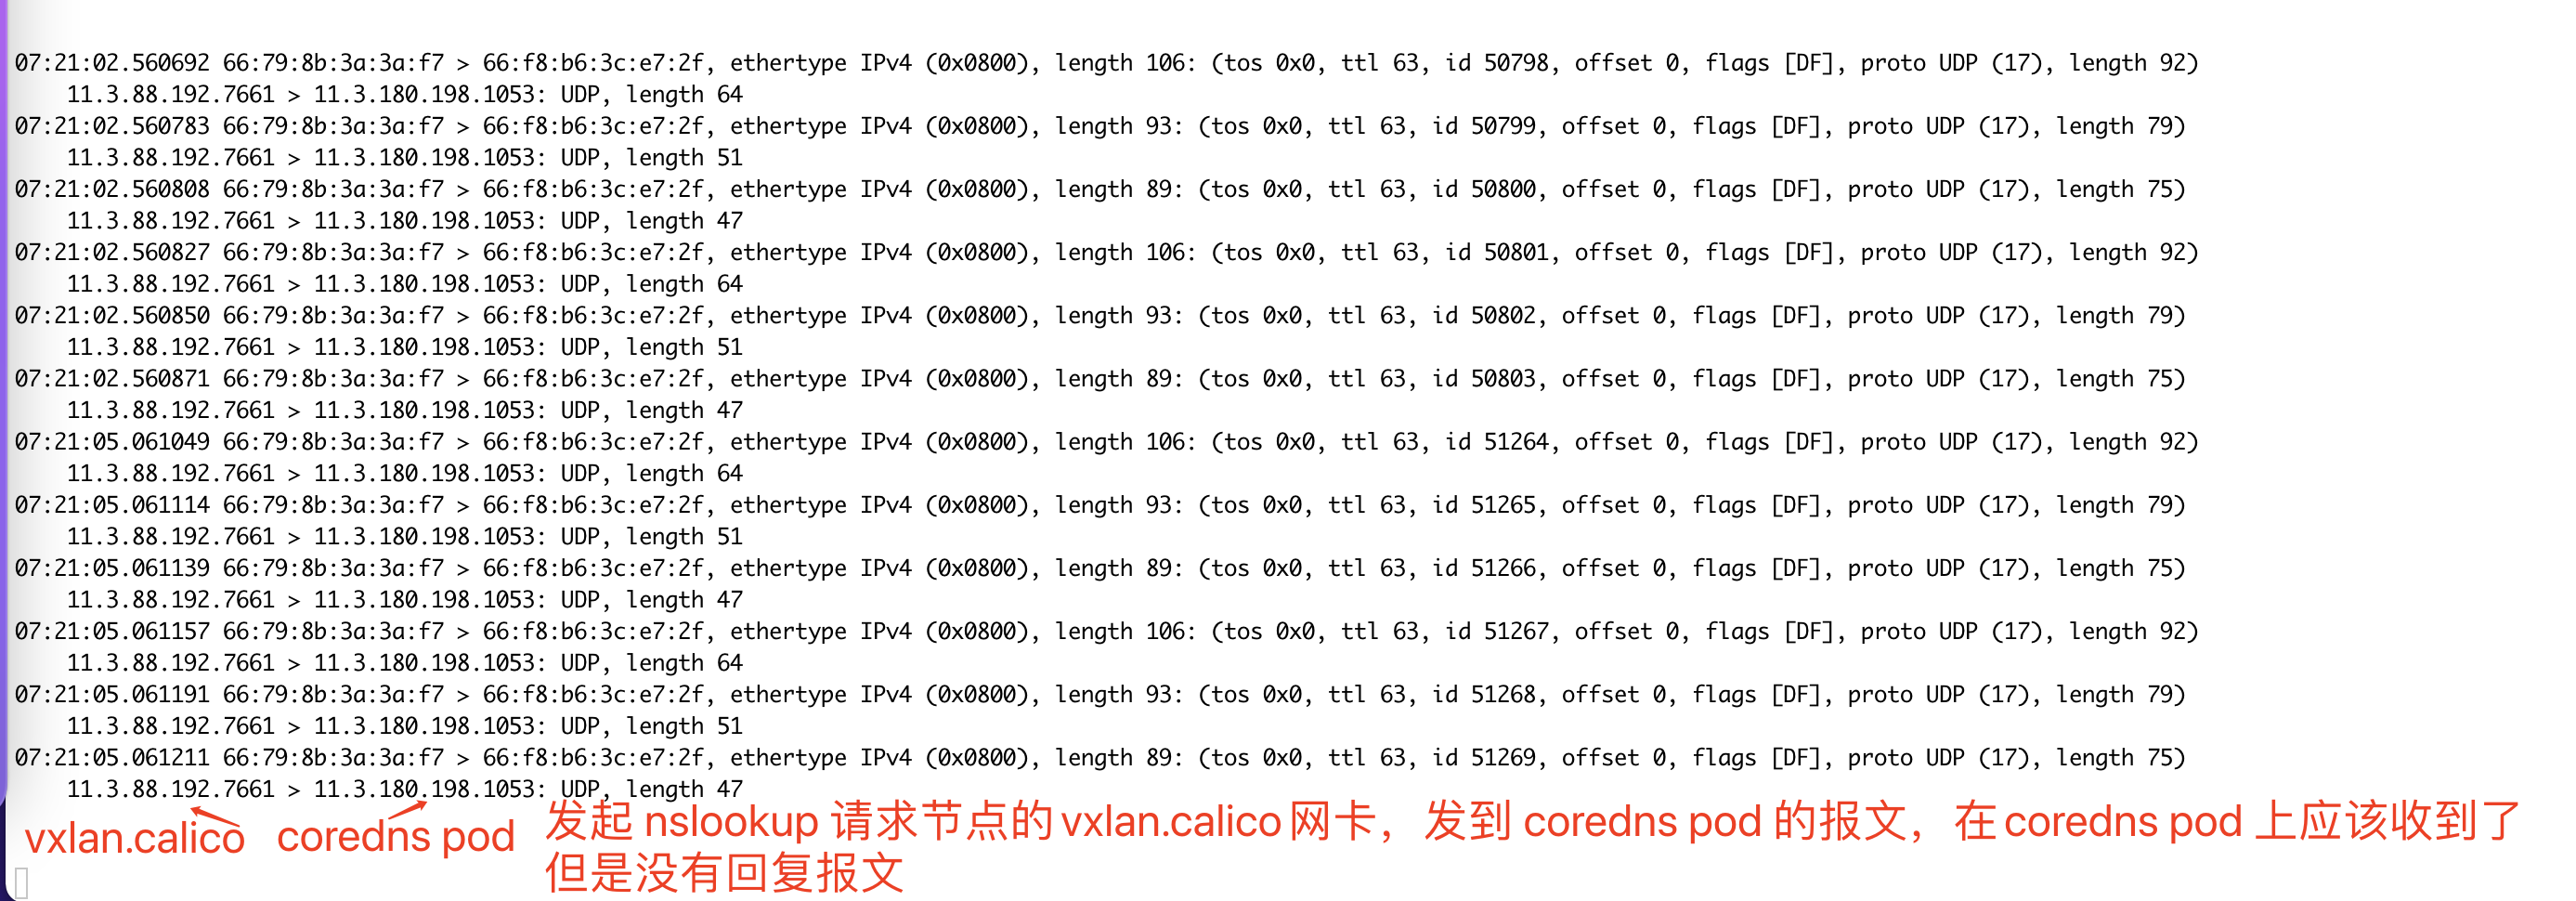 07:21:02.560692 66:79:8b:3a:3a:f7 > 66:f8:b6:3c:e7:2f, ethertype IPv4 (0x0800), length 106: (tos 0x0, ttl 63, id 50798, offset 0, flags [DF], proto UDP (17), length 92)
    11.3.88.192.7661 > 11.3.180.198.1053: UDP, length 64
07:21:02.560783 66:79:8b:3a:3a:f7 > 66:f8:b6:3c:e7:2f, ethertype IPv4 (0x0800), length 93: (tos 0x0, ttl 63, id 50799, offset 0, flags [DF], proto UDP (17), length 79)
    11.3.88.192.7661 > 11.3.180.198.1053: UDP, length 51
07:21:02.560808 66:79:8b:3a:3a:f7 > 66:f8:b6:3c:e7:2f, ethertype IPv4 (0x0800), length 89: (tos 0x0, ttl 63, id 50800, offset 0, flags [DF], proto UDP (17), length 75)
    11.3.88.192.7661 > 11.3.180.198.1053: UDP, length 47
07:21:02.560827 66:79:8b:3a:3a:f7 > 66:f8:b6:3c:e7:2f, ethertype IPv4 (0x0800), length 106: (tos 0x0, ttl 63, id 50801, offset 0, flags [DF], proto UDP (17), length 92)
    11.3.88.192.7661 > 11.3.180.198.1053: UDP, length 64
07:21:02.560850 66:79:8b:3a:3a:f7 > 66:f8:b6:3c:e7:2f, ethertype IPv4 (0x0800), length 93: (tos 0x0, ttl 63, id 50802, offset 0, flags [DF], proto UDP (17), length 79)
    11.3.88.192.7661 > 11.3.180.198.1053: UDP, length 51
07:21:02.560871 66:79:8b:3a:3a:f7 > 66:f8:b6:3c:e7:2f, ethertype IPv4 (0x0800), length 89: (tos 0x0, ttl 63, id 50803, offset 0, flags [DF], proto UDP (17), length 75)
    11.3.88.192.7661 > 11.3.180.198.1053: UDP, length 47
07:21:05.061049 66:79:8b:3a:3a:f7 > 66:f8:b6:3c:e7:2f, ethertype IPv4 (0x0800), length 106: (tos 0x0, ttl 63, id 51264, offset 0, flags [DF], proto UDP (17), length 92)
    11.3.88.192.7661 > 11.3.180.198.1053: UDP, length 64
07:21:05.061114 66:79:8b:3a:3a:f7 > 66:f8:b6:3c:e7:2f, ethertype IPv4 (0x0800), length 93: (tos 0x0, ttl 63, id 51265, offset 0, flags [DF], proto UDP (17), length 79)
    11.3.88.192.7661 > 11.3.180.198.1053: UDP, length 51
07:21:05.061139 66:79:8b:3a:3a:f7 > 66:f8:b6:3c:e7:2f, ethertype IPv4 (0x0800), length 89: (tos 0x0, ttl 63, id 51266, offset 0, flags [DF], proto UDP (17), length 75)
    11.3.88.192.7661 > 11.3.180.198.1053: UDP, length 47
07:21:05.061157 66:79:8b:3a:3a:f7 > 66:f8:b6:3c:e7:2f, ethertype IPv4 (0x0800), length 106: (tos 0x0, ttl 63, id 51267, offset 0, flags [DF], proto UDP (17), length 92)
    11.3.88.192.7661 > 11.3.180.198.1053: UDP, length 64
07:21:05.061191 66:79:8b:3a:3a:f7 > 66:f8:b6:3c:e7:2f, ethertype IPv4 (0x0800), length 93: (tos 0x0, ttl 63, id 51268, offset 0, flags [DF], proto UDP (17), length 79)
    11.3.88.192.7661 > 11.3.180.198.1053: UDP, length 51
07:21:05.061211 66:79:8b:3a:3a:f7 > 66:f8:b6:3c:e7:2f, ethertype IPv4 (0x0800), length 89: (tos 0x0, ttl 63, id 51269, offset 0, flags [DF], proto UDP (17), length 75)
    11.3.88.192.7661 > 11.3.180.198.1053: UDP, length 47
vxlan.calico
coredns pod
发起 nslookup 请求节点的vxlan.calico网卡，发到 coredns pod 的报文，在coredns pod 上应该收到了
但是没有回复报文